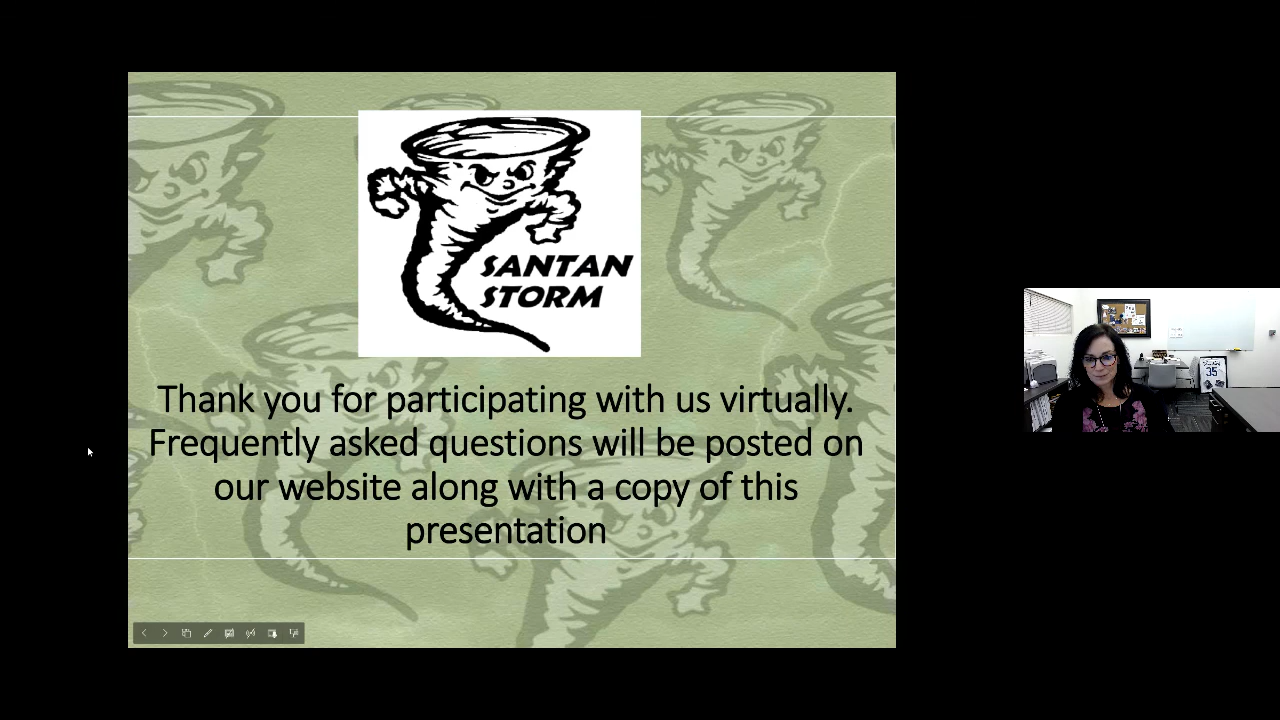 SANTAN
STORM
Thank you for participating with us virtually.
Frequently asked questions will be posted on
our website along with a copy of this
presentation
35